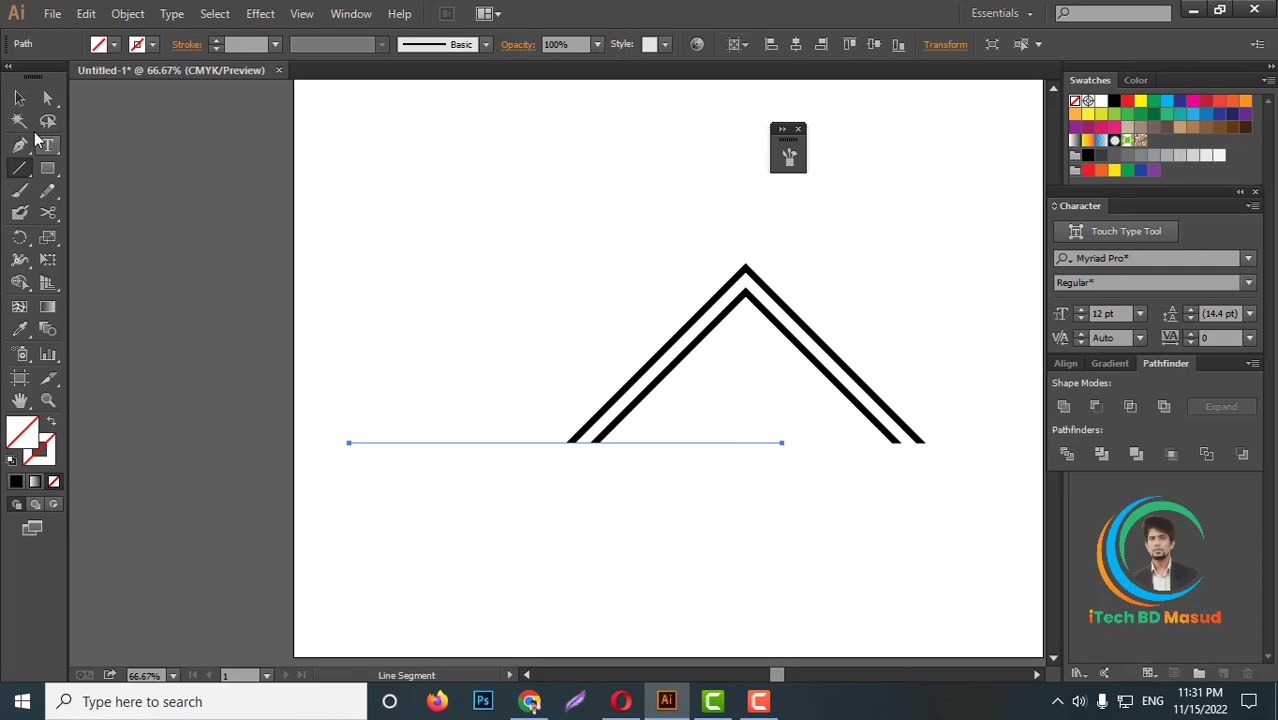 Ai File Edit Object Type Select Effect View Window Help Br Essentials
Path Stroke: Basic Opacity: 100% Style: Transform
Untitled-1* @ 66.67% (CMYK/Preview)
Swatches Color
Character
Touch Type Tool
Myriad Pro*
Regular*
12 pt (14.4 pt)
Auto 0
Align Gradient Pathfinder
Shape Modes:
Expand
Pathfinders:
iTech BD Masud
66.67% 1 Line Segment
Type here to search Ps Ai ENG 11:31 PM
11/15/2022